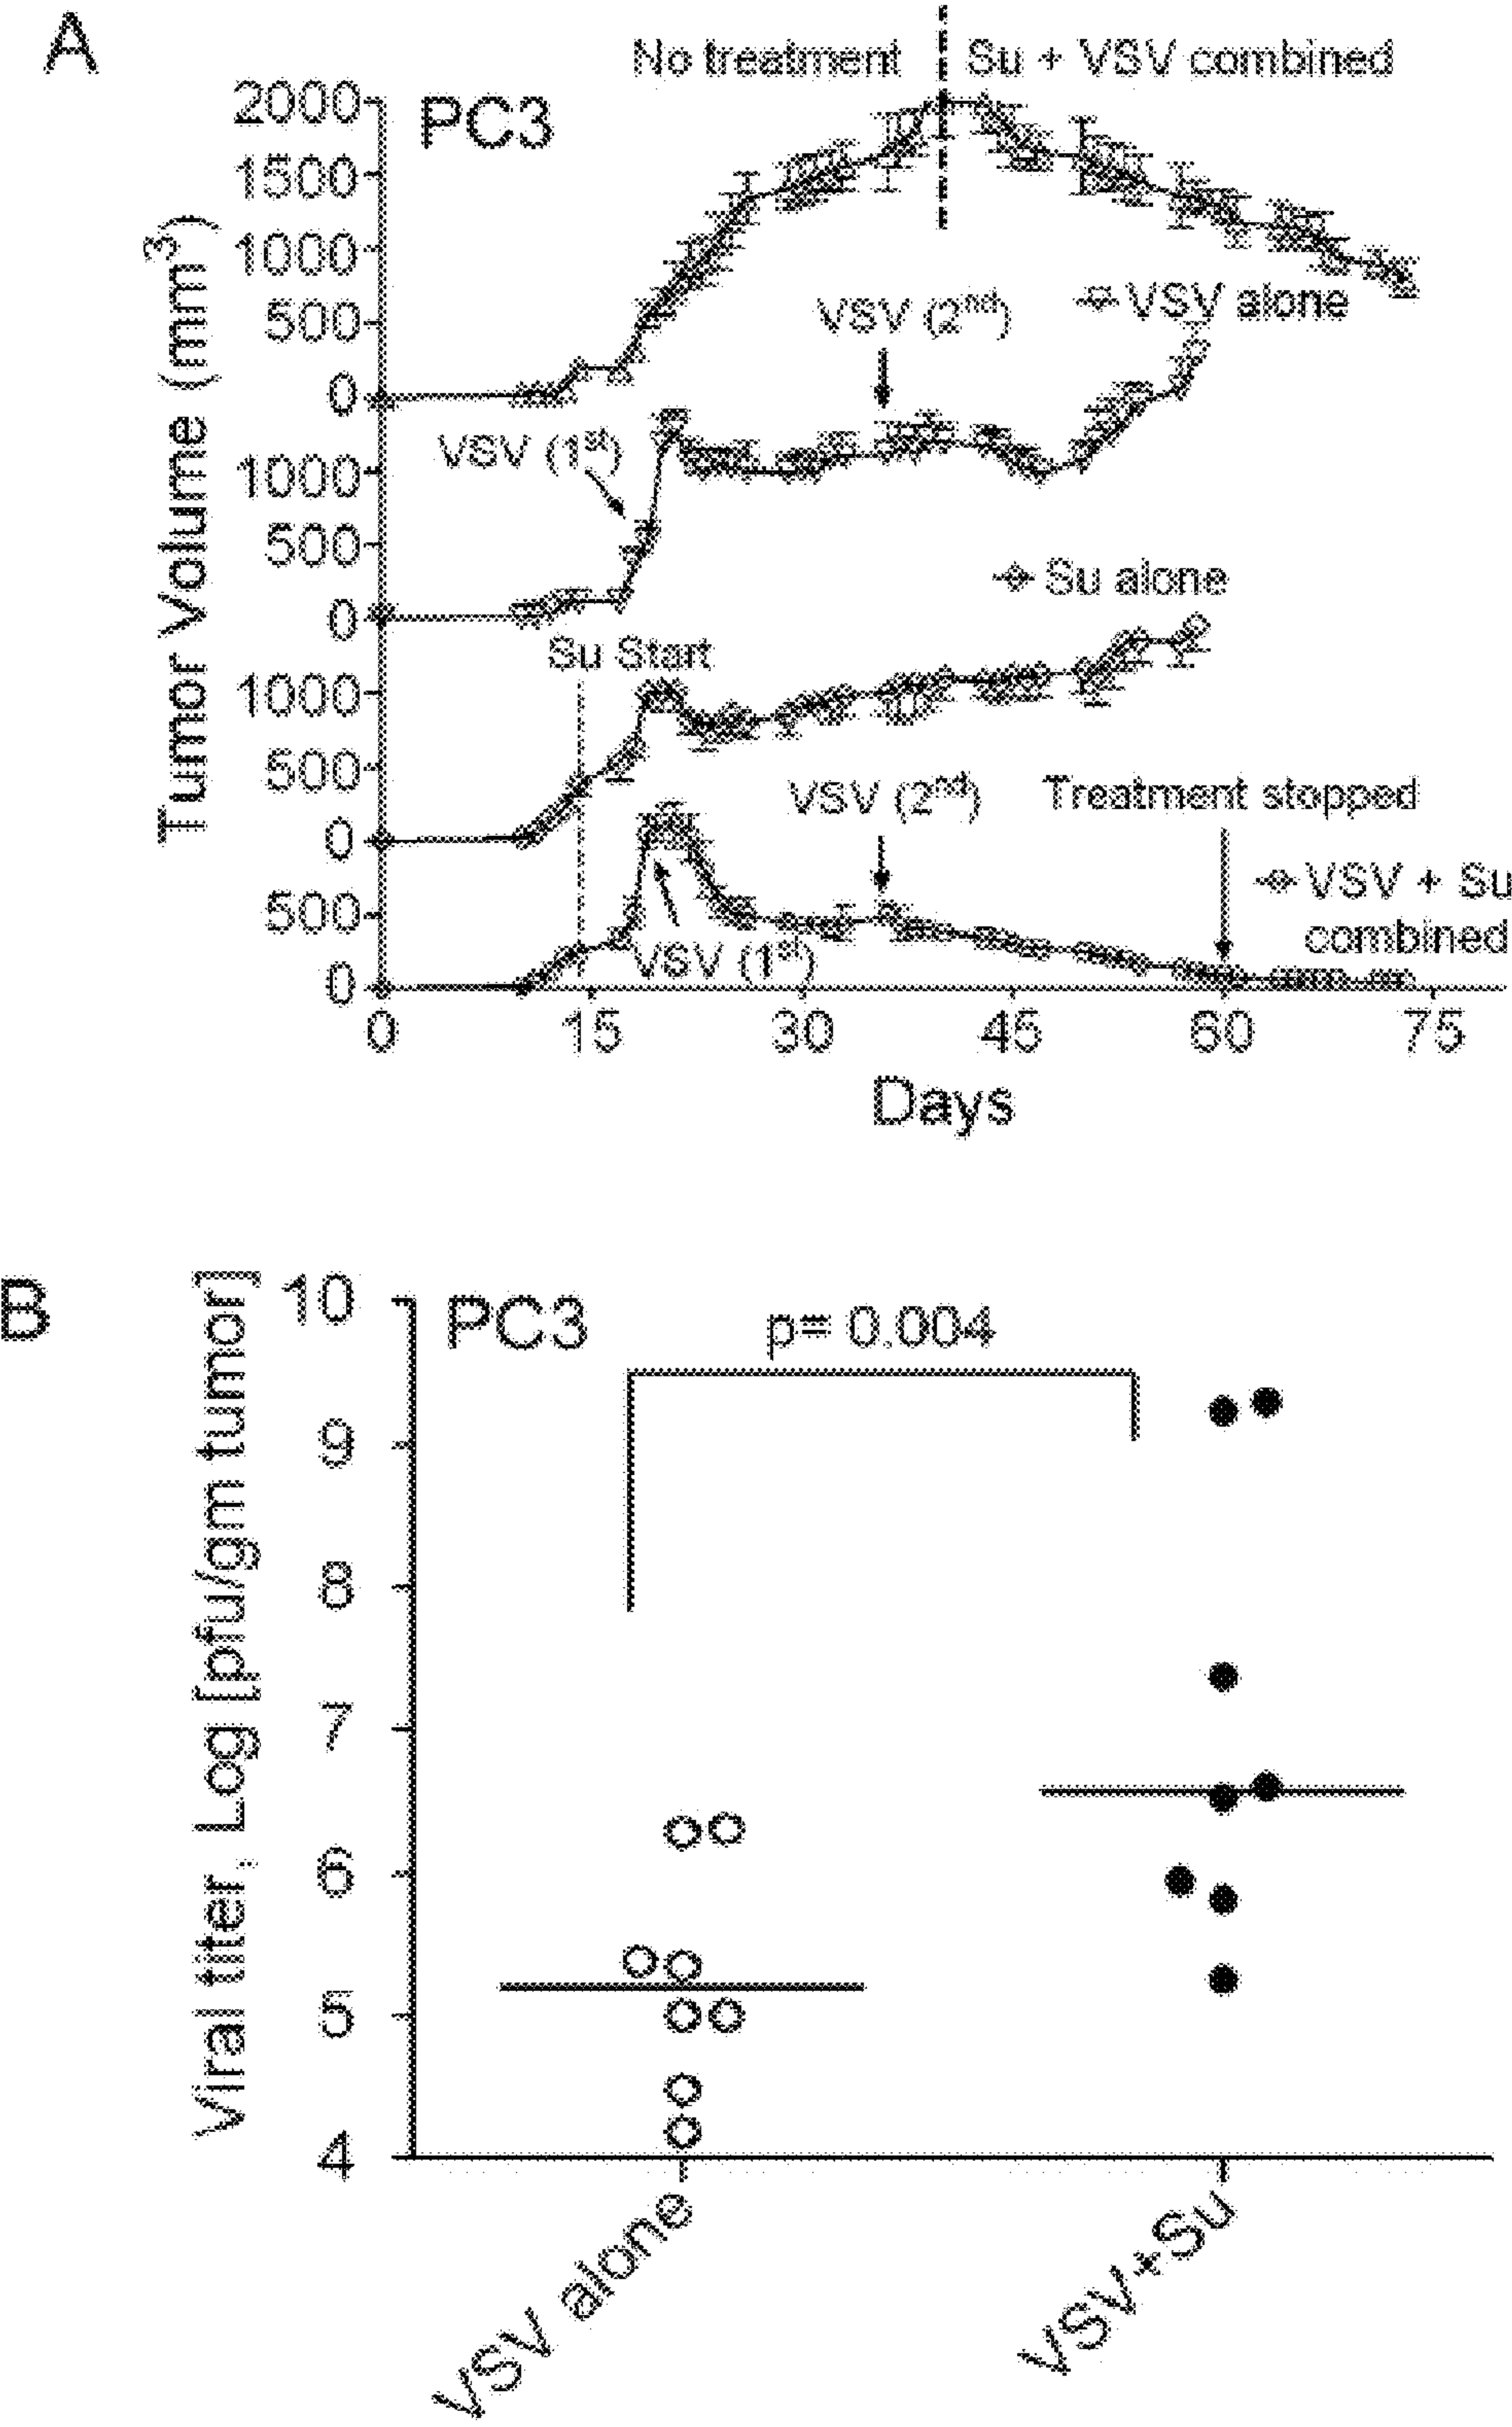 A
No treatment
Su + VSV combined
PC3
2000
1500
1000
500
0
Tumor Volume (mm³)
VSV alone
VSV (2nd)
VSV (1st)
1000
500
0
Su alone
Su Start
1000
500
0
VSV (2nd)
Treatment stopped
VSV + Su
combined
VSV (1st)
500
0
0 15 30 45 60 75
Days
B
PC3
p= 0.004
Viral titer, Log [pfu/gm tumor]
10
9
8
7
6
5
4
VSV alone
VSV+Su